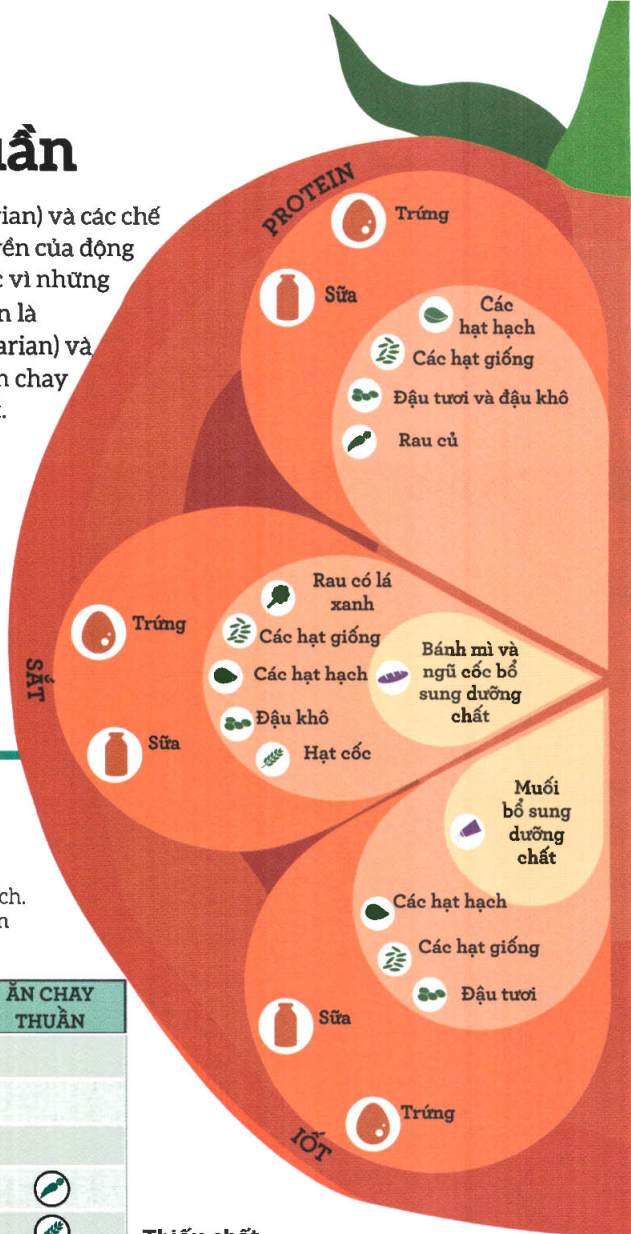 vian) và các chế
của động
vì những
là
arian) và
chay
PROTEIN
Trứng
Sữa
Các
hạt hạch
Các hạt giống
Đậu tươi và đậu khô
Rau củ
SẮT
Trứng
Sữa
Rau có lá
xanh
Các hạt giống
Các hạt hạch
Đậu khô
Hạt cốc
Bánh mì và
ngũ cốc bổ
sung dưỡng
chất
Muối
bổ sung
dưỡng
chất
Các hạt hạch
Các hạt giống
Đậu tươi
Sữa
Trứng
IỐT
ch.
ĂN CHAY
THUẦN